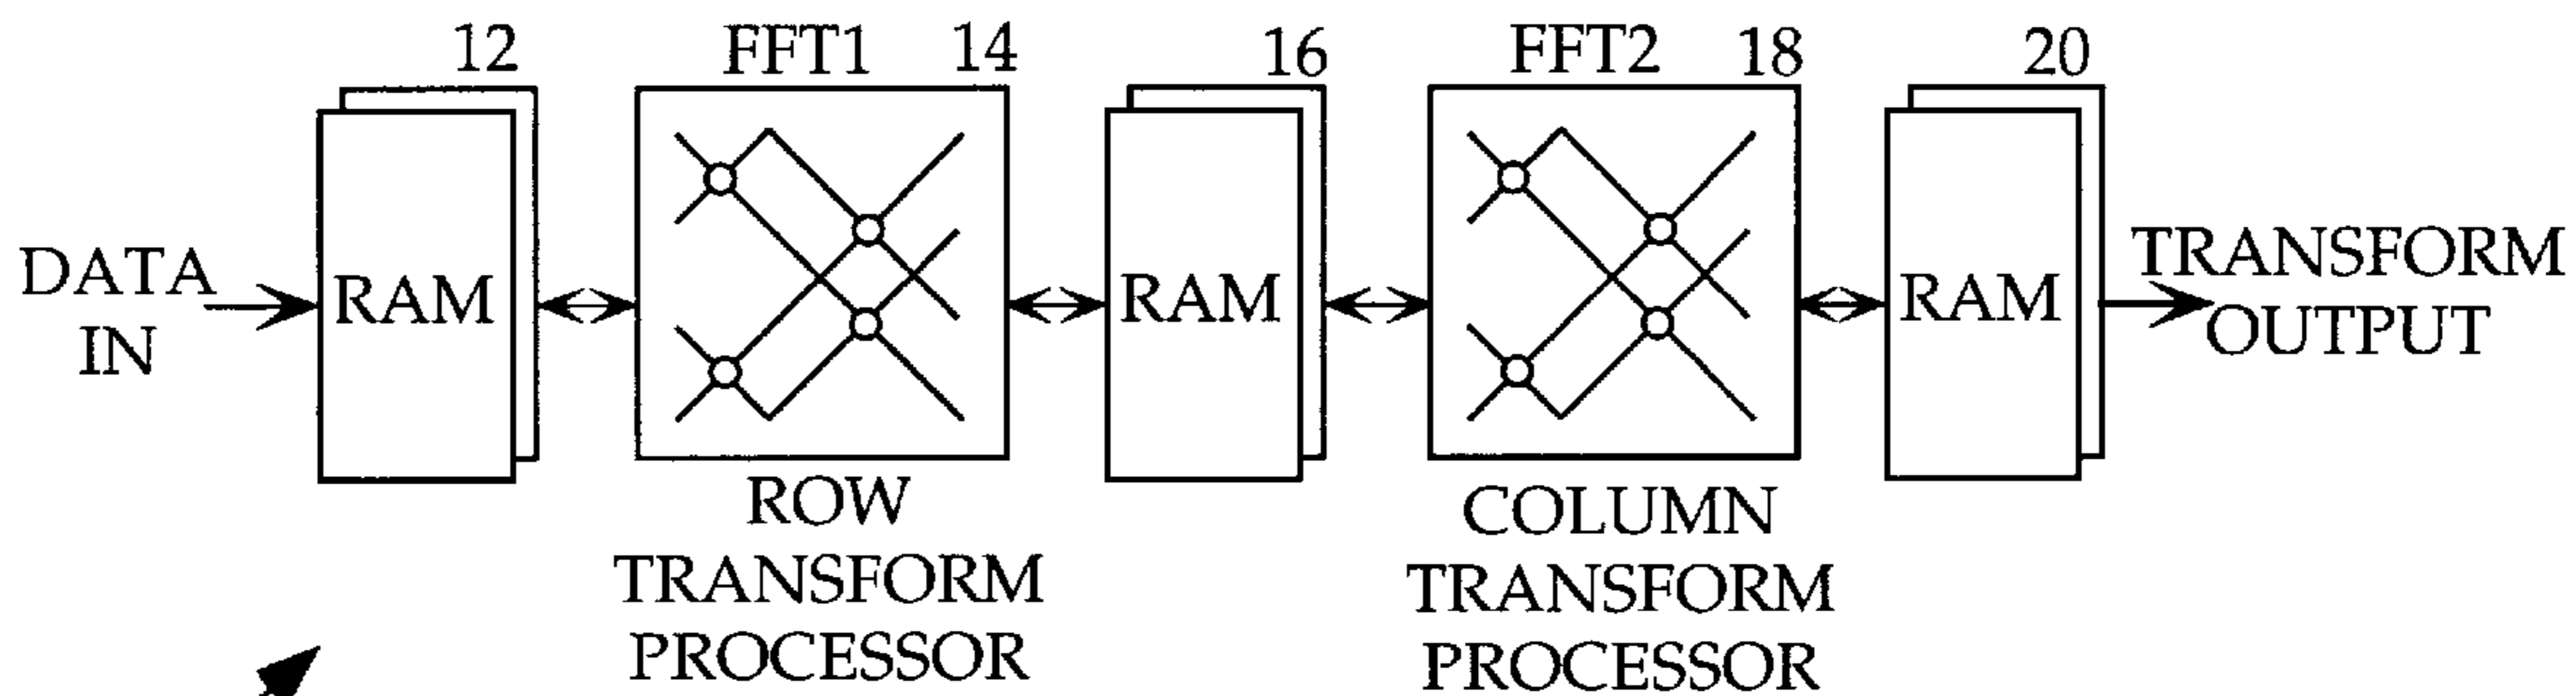 12
FFT1 14
16
FFT2 18
20
DATA
IN
RAM
RAM
RAM
TRANSFORM
OUTPUT
ROW
TRANSFORM
PROCESSOR
COLUMN
TRANSFORM
PROCESSOR